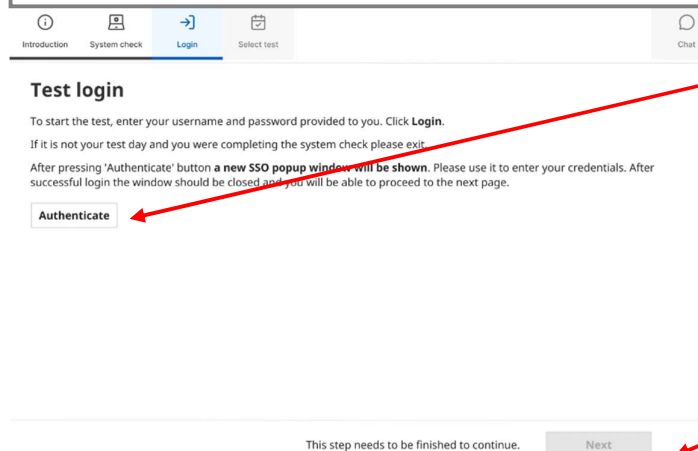 Introduction
System check
Login
Select test
Chat
Test login
To start the test, enter your username and password provided to you. Click Login.
If it is not your test day and you were completing the system check please exit.
After pressing 'Authenticate' button a new SSO popup window will be shown. Please use it to enter your credentials. After
successful login the window should be closed and you will be able to proceed to the next page.
Authenticate
This step needs to be finished to continue.
Next